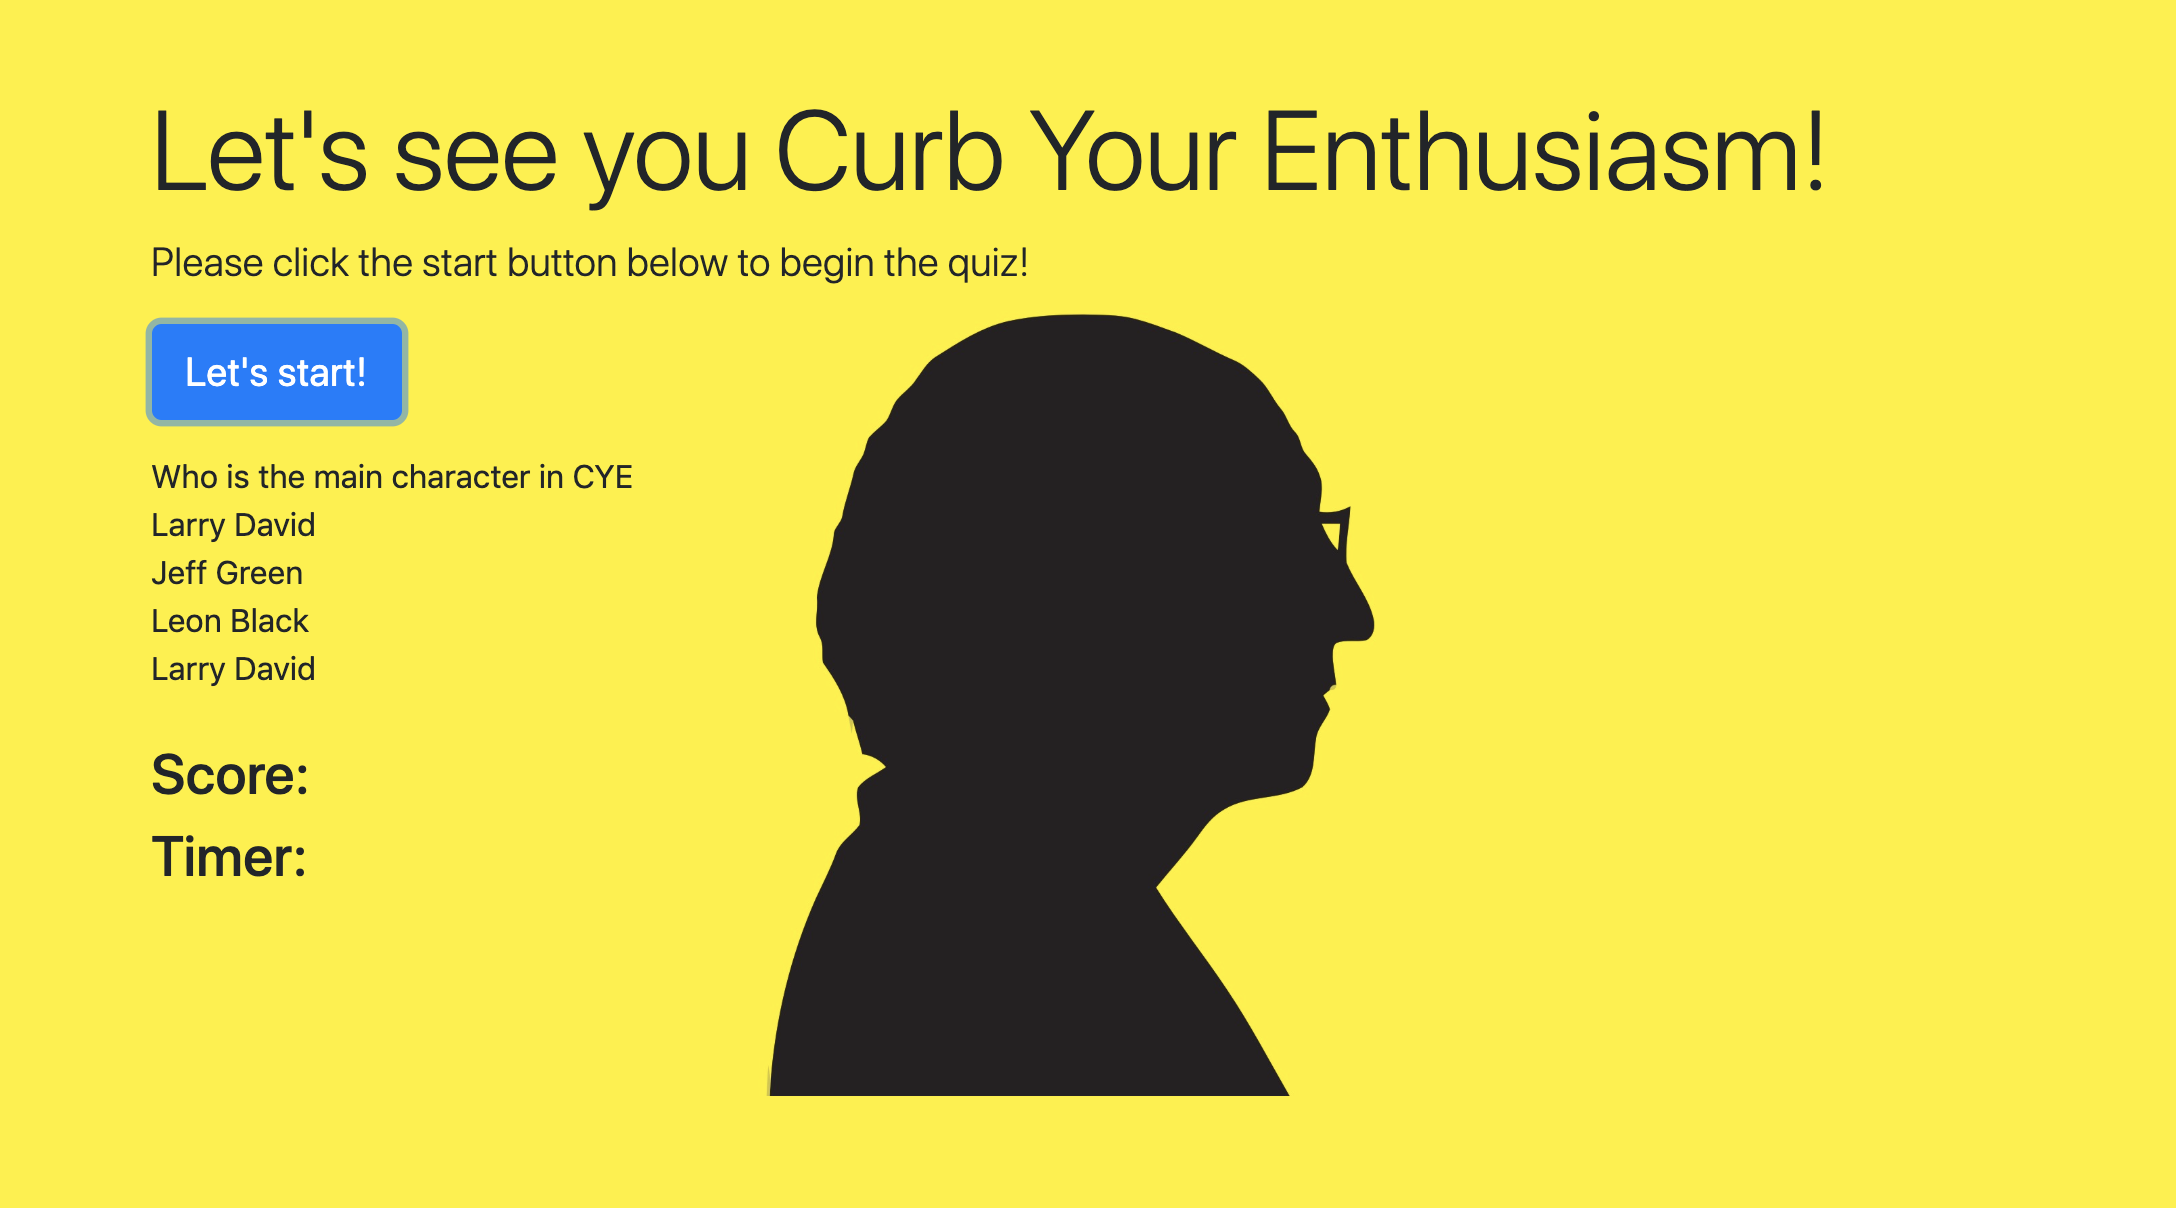 Let's see you Curb Your Enthusiasm!
Please click the start button below to begin the quiz!
Let's start!
Who is the main character in CYE
Larry David
Jeff Green
Leon Black
Larry David
Score:
Timer: